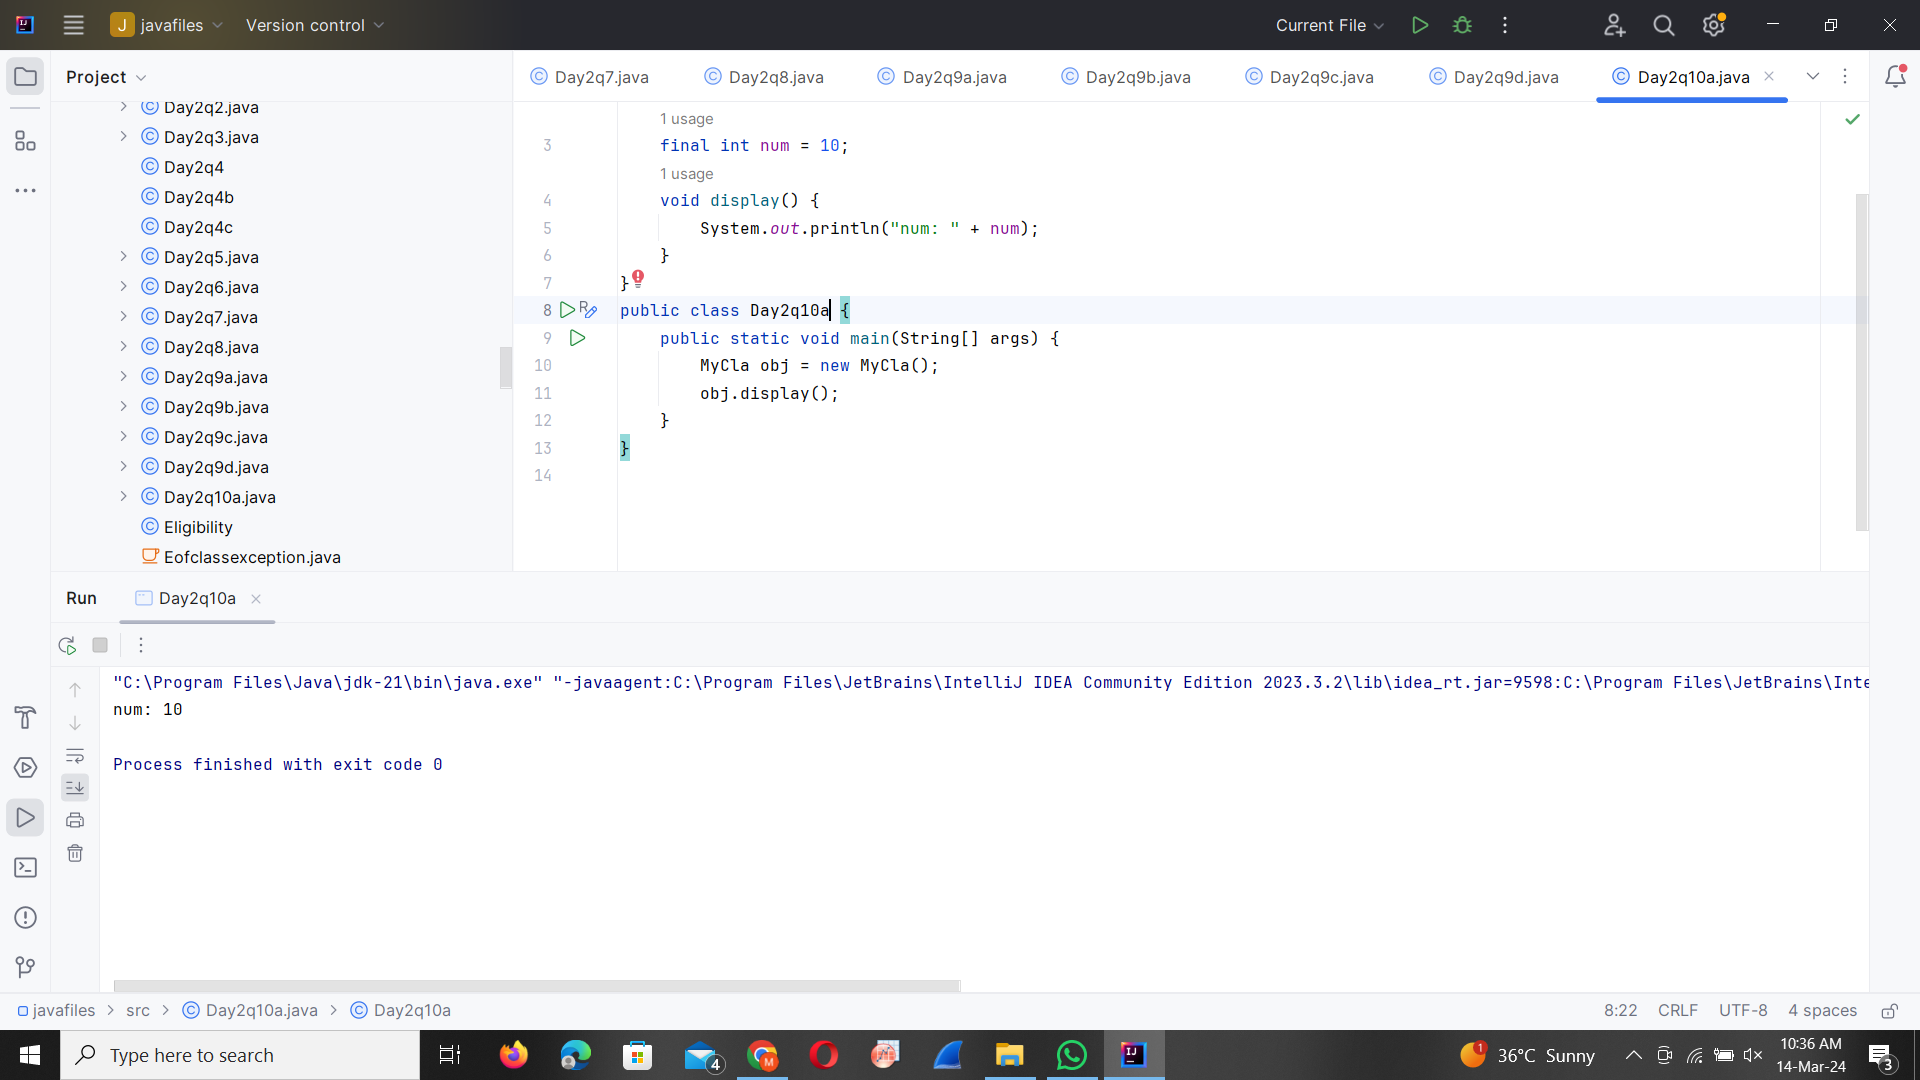 J javafiles Version control Current File
Project
Day2q7.java Day2q8.java Day2q9a.java Day2q9b.java Day2q9c.java Day2q9d.java Day2q10a.java
Day2q2.java
Day2q3.java
Day2q4
Day2q4b
Day2q4c
Day2q5.java
Day2q6.java
Day2q7.java
Day2q8.java
Day2q9a.java
Day2q9b.java
Day2q9c.java
Day2q9d.java
Day2q10a.java
Eligibility
Eofclassexception.java
1 usage
3 final int num = 10;
1 usage
4 void display() {
5 System.out.println("num: " + num);
6 }
7 }
8 public class Day2q10a {
9 public static void main(String[] args) {
10 MyCla obj = new MyCla();
11 obj.display();
12 }
13 }
14
Run Day2q10a
"C:\Program Files\Java\jdk-21\bin\java.exe" "-javaagent:C:\Program Files\JetBrains\IntelliJ IDEA Community Edition 2023.3.2\lib\idea_rt.jar=9598:C:\Program Files\JetBrains\Inte
num: 10
Process finished with exit code 0
javafiles > src > Day2q10a.java > Day2q10a 8:22 CRLF UTF-8 4 spaces
Type here to search 4 M 1 36°C Sunny 10:36 AM
14-Mar-24 3